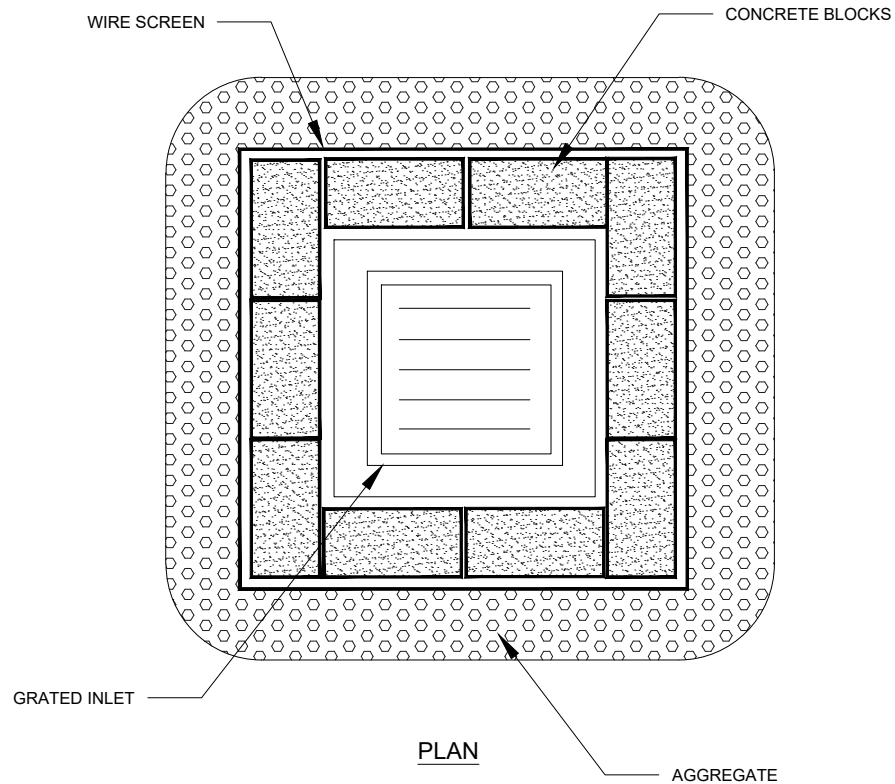 WIRE SCREEN
CONCRETE BLOCKS
GRATED INLET
PLAN
AGGREGATE